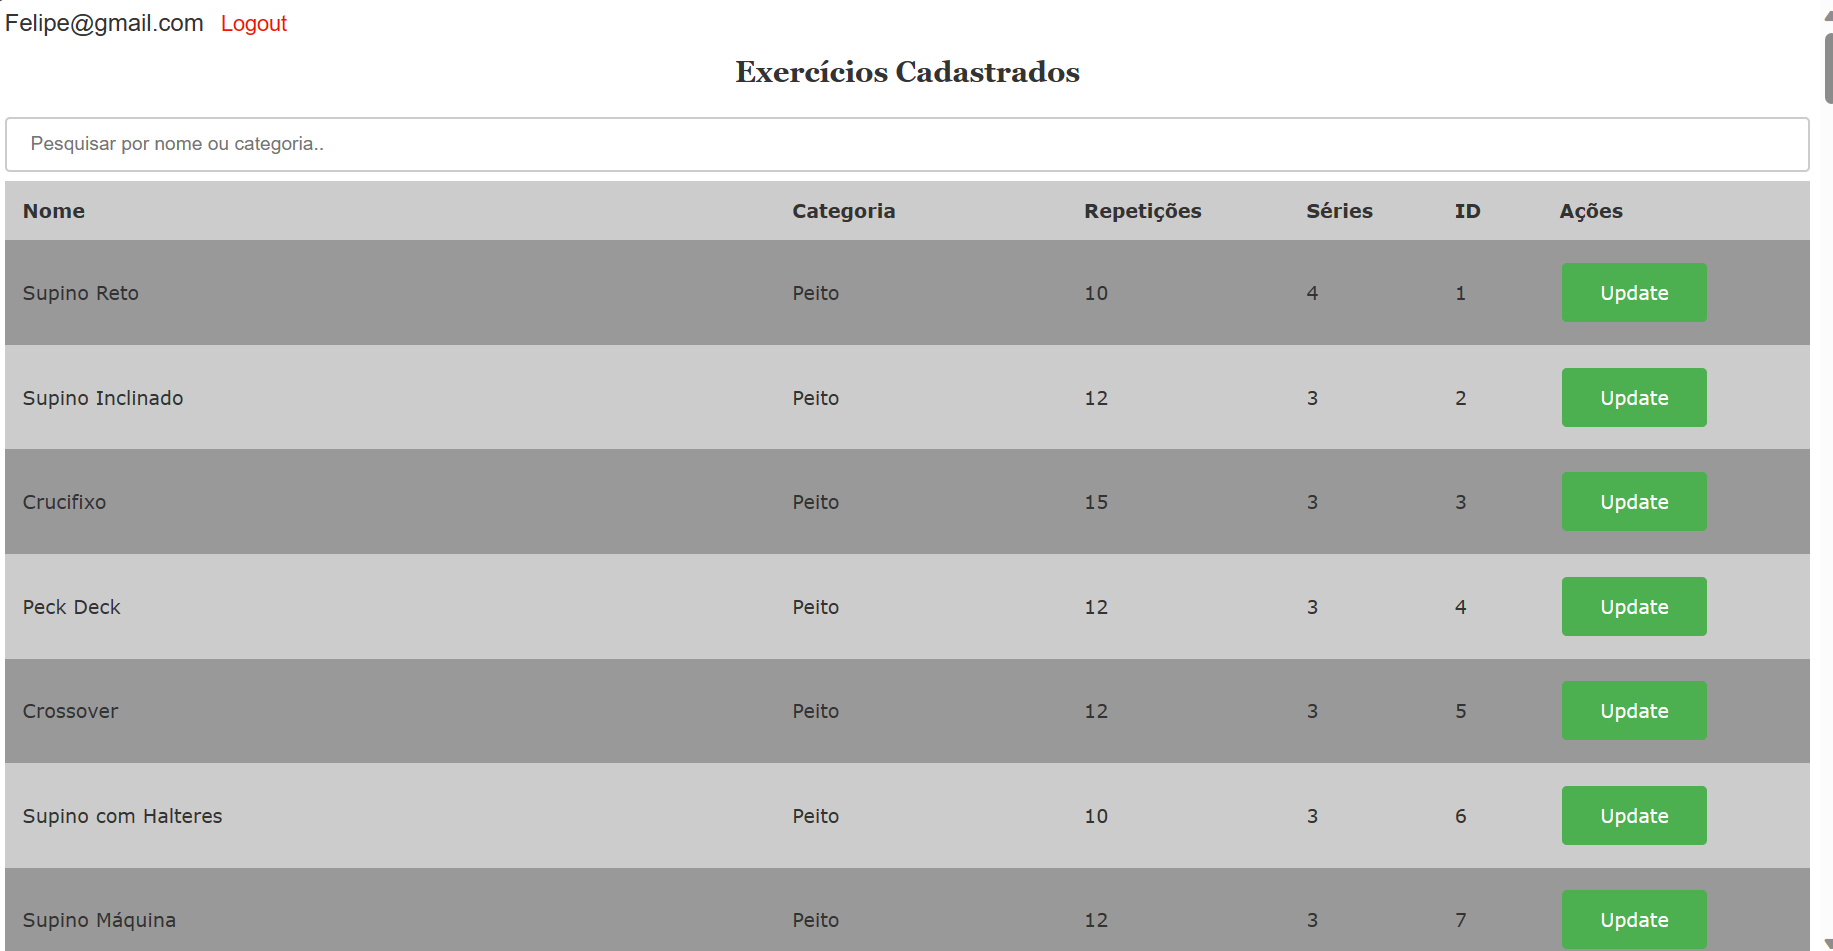 Felipe@gmail.com Logout
Exercícios Cadastrados
Pesquisar por nome ou categoria..
Nome Categoria Repetições Séries ID Ações
Supino Reto Peito 10 4 1 Update
Supino Inclinado Peito 12 3 2 Update
Crucifixo Peito 15 3 3 Update
Peck Deck Peito 12 3 4 Update
Crossover Peito 12 3 5 Update
Supino com Halteres Peito 10 3 6 Update
Supino Máquina Peito 12 3 7 Update